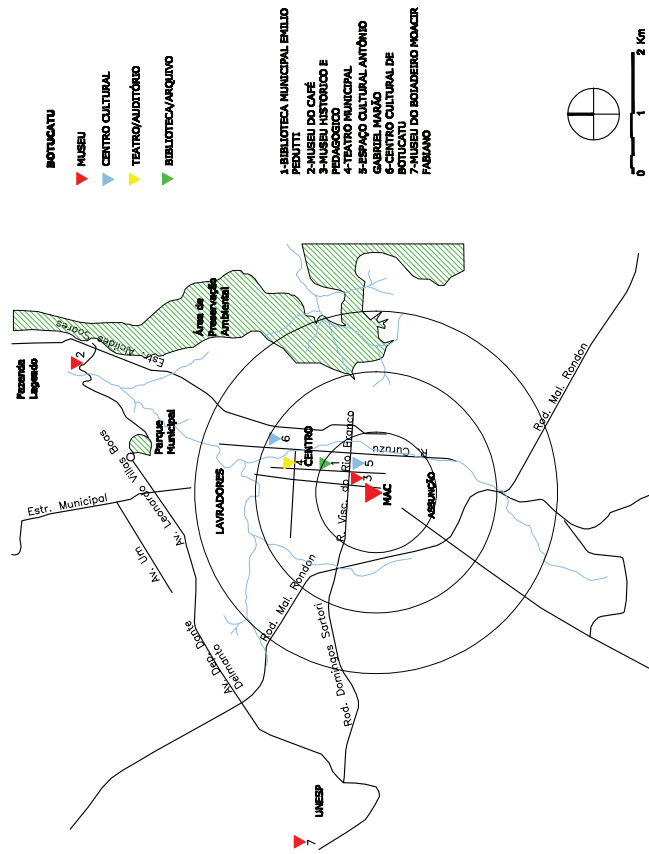 BOTUCATU
MUSEU
CENTRO CULTURAL
TEATRO/AUDITÓRIO
BIBLIOTECA/ARQUIVO
1-BIBLIOTECA MUNICIPAL EMILIO
PEDUTTI
2-MUSEU DO CAFÉ
3-MUSEU HISTORICO E
PEDAGOGICO
4-TEATRO MUNICIPAL
5-ESPAÇO CULTURAL ANTÔNIO
GABRIEL MARÃO
6-CENTRO CULTURAL DE
BOTUCATU
7-MUSEU DO BOIADEIRO MOACIR
FABIANO
0 1 2 Km
Fazenda
Lageado
2
Estr. Alcides Soares
Área de
Preservação
Ambiental
Parque
Municipal
Av. Leonardo Villas Boas
Estr. Municipal
Av. Um
LAVRADORES
6
4
CENTRO
1
R. Visc. do Rio Branco
5
3
MAC
R. Curuzu
ASSUNÇÃO
Rod. Mal. Rondon
Rod. Mal. Rondon
Av. Dep. Dante
Delmanto
Rod. Domingos Sartori
UNESP
7